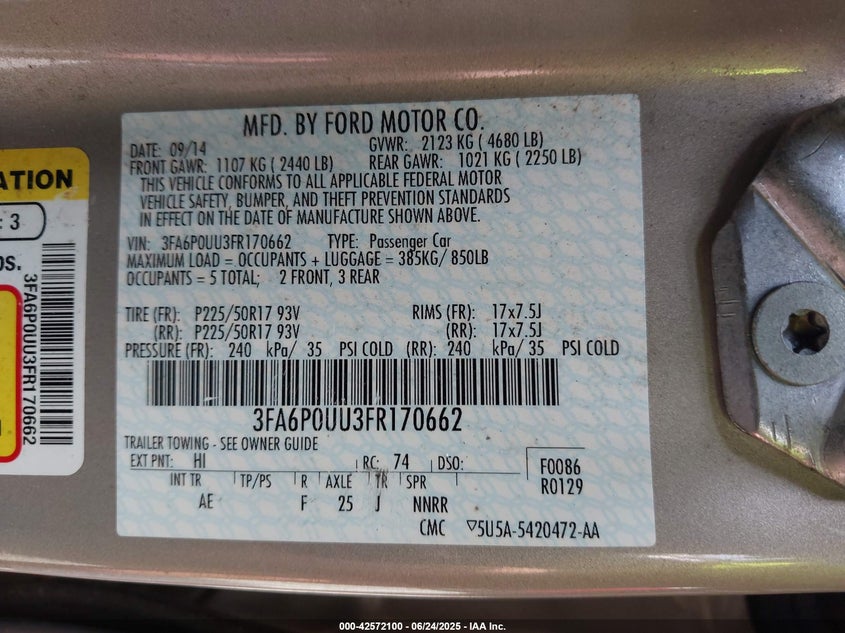 MFD. BY FORD MOTOR CO.
DATE: 09/14 GVWR: 2123 KG ( 4680 LB)
FRONT GAWR: 1107 KG ( 2440 LB) REAR GAWR: 1021 KG ( 2250 LB)
THIS VEHICLE CONFORMS TO ALL APPLICABLE FEDERAL MOTOR
VEHICLE SAFETY, BUMPER, AND THEFT PREVENTION STANDARDS
IN EFFECT ON THE DATE OF MANUFACTURE SHOWN ABOVE.
VIN: 3FA6P0UU3FR170662 TYPE: Passenger Car
MAXIMUM LOAD = OCCUPANTS + LUGGAGE = 385KG/ 850LB
OCCUPANTS = 5 TOTAL; 2 FRONT, 3 REAR
TIRE (FR): P225/50R17 93V RIMS (FR): 17x7.5J
(RR): P225/50R17 93V (RR): 17x7.5J
PRESSURE (FR): 240 kPa/ 35 PSI COLD (RR): 240 kPa/ 35 PSI COLD
3FA6P0UU3FR170662
TRAILER TOWING - SEE OWNER GUIDE
EXT PNT: HI RC: 74 DSO: F0086
R0129
INT TR TP/PS R AXLE TR SPR
AE F 25 J NNRR
CMC ▽5U5A-5420472-AA
ATION
: 3
OS.
3FA6P0UU3FR170662
000-42572100 | 06/24/2025 - IAA Inc.